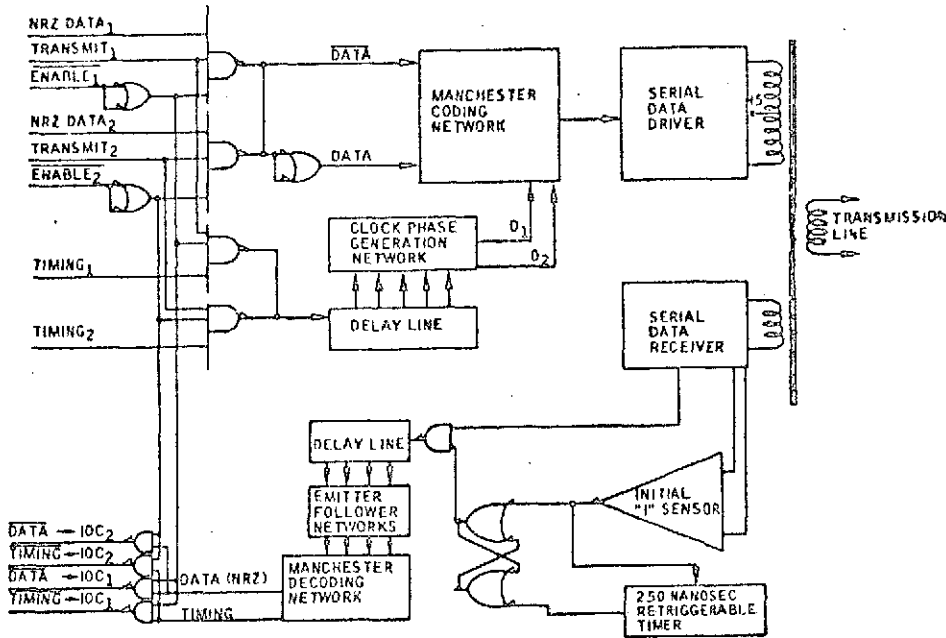 NRZ DATA1
TRANSMIT1
ENABLE1
NRZ DATA2
TRANSMIT2
ENABLE2
TIMING1
TIMING2
DATA
DATA
MANCHESTER
CODING
NETWORK
SERIAL
DATA
DRIVER
CLOCK PHASE
GENERATION
NETWORK
O1
O2
DELAY LINE
TRANSMISSION
LINE
SERIAL
DATA
RECEIVER
DELAY LINE
EMITTER
FOLLOWER
NETWORKS
MANCHESTER
DECODING
NETWORK
INITIAL
"1" SENSOR
250 NANOSEC
RETRIGGERABLE
TIMER
DATA → IOC2
TIMING → IOC2
DATA → IOC1
TIMING → IOC1
DATA (NRZ)
TIMING